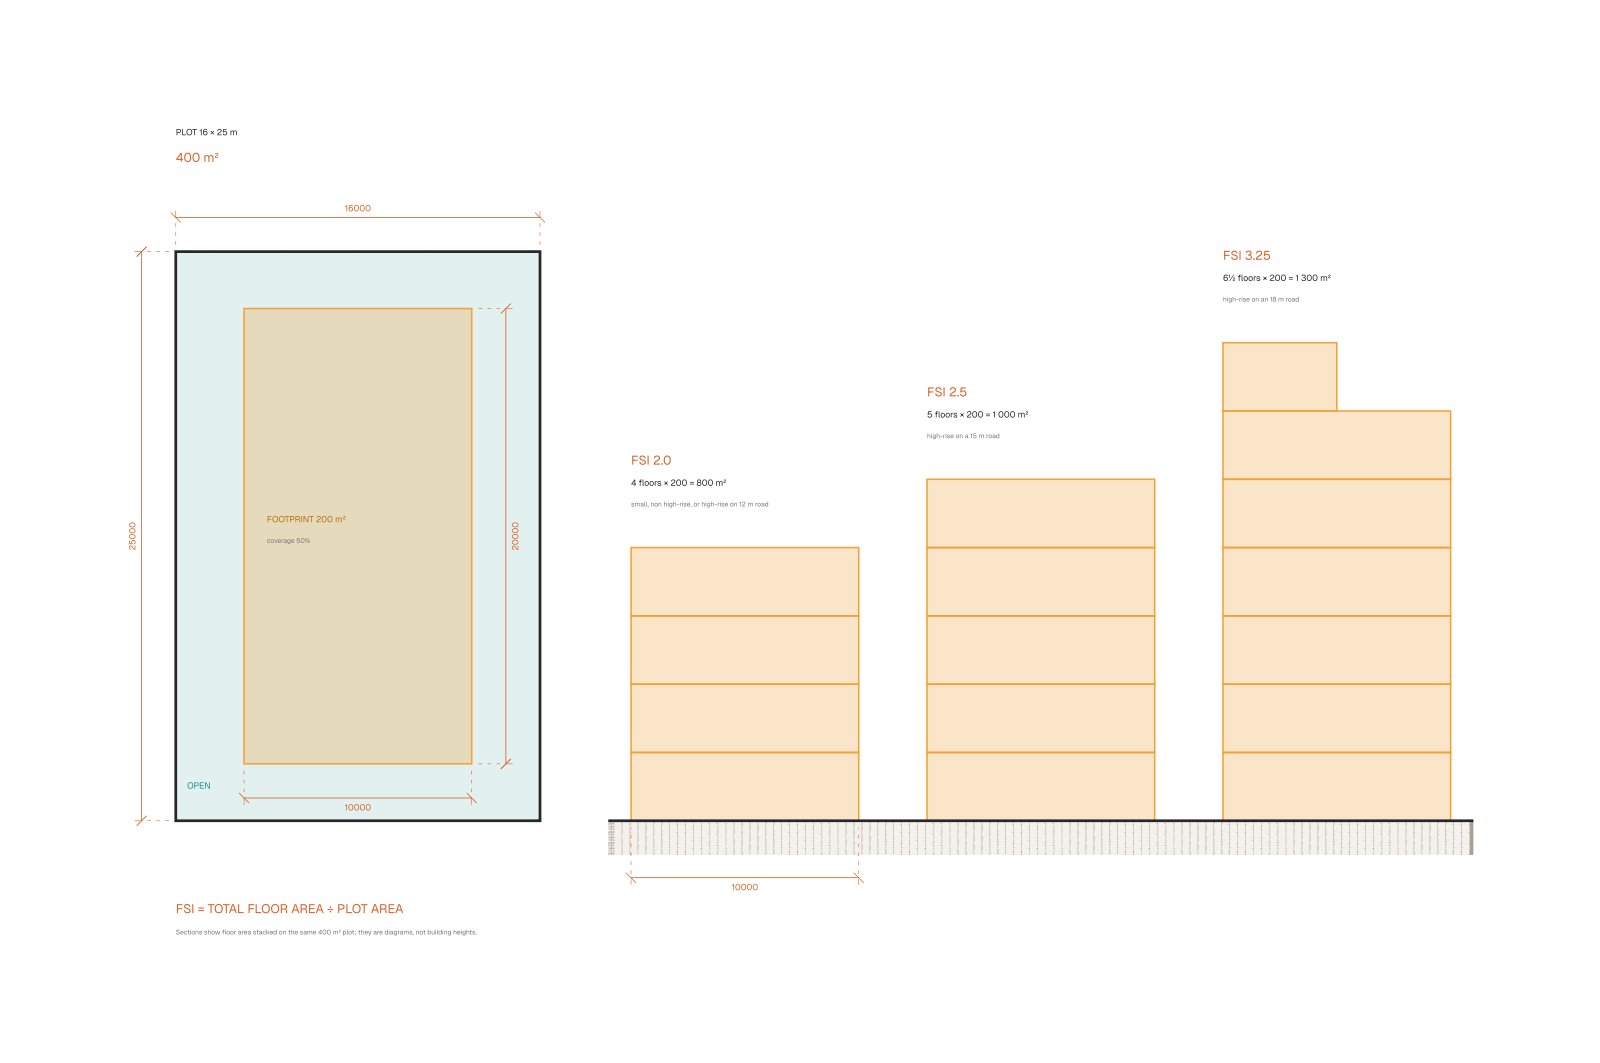 PLOT 16 × 25 m
400 m²
16000
25000
FOOTPRINT 200 m²
coverage 50%
20000
OPEN
10000
FSI 2.0
4 floors × 200 = 800 m²
small, non high-rise, or high-rise on 12 m road
FSI 2.5
5 floors × 200 = 1 000 m²
high-rise on a 15 m road
FSI 3.25
6½ floors × 200 = 1 300 m²
high-rise on an 18 m road
10000
FSI = TOTAL FLOOR AREA ÷ PLOT AREA
Sections show floor area stacked on the same 400 m² plot; they are diagrams, not building heights.